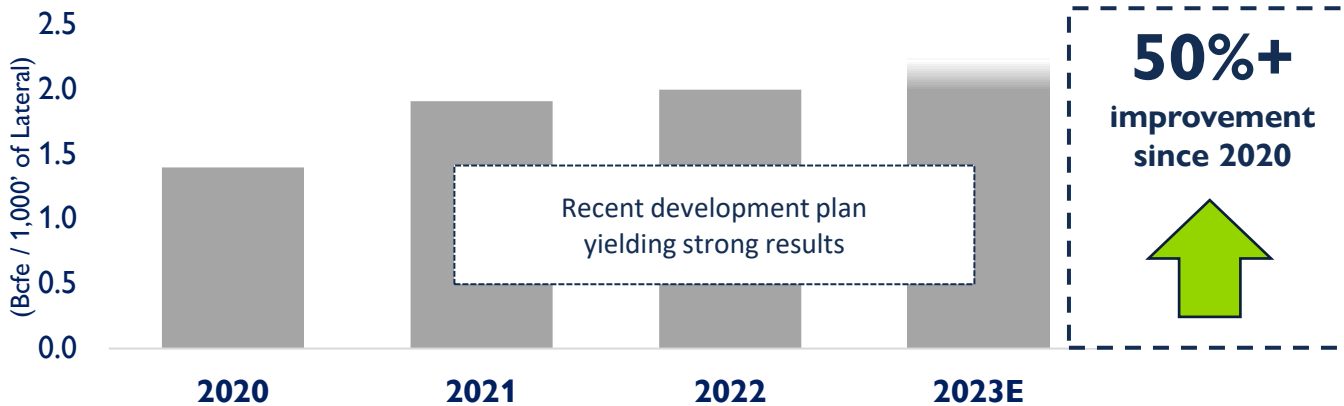 (Bcfe / 1,000' of Lateral)
2.5
2.0
1.5
1.0
0.5
0.0
Recent development plan
yielding strong results
2020
2021
2022
2023E
50%+
improvement
since 2020